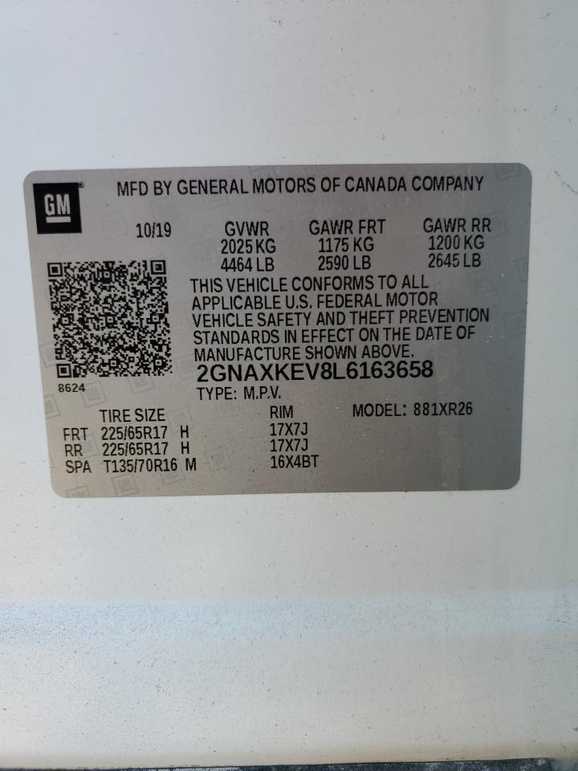 GM
MFD BY GENERAL MOTORS OF CANADA COMPANY
10/19 GVWR GAWR FRT GAWR RR
2025 KG 1175 KG 1200 KG
4464 LB 2590 LB 2645 LB
THIS VEHICLE CONFORMS TO ALL
APPLICABLE U.S. FEDERAL MOTOR
VEHICLE SAFETY AND THEFT PREVENTION
STANDARDS IN EFFECT ON THE DATE OF
MANUFACTURE SHOWN ABOVE.
8624
2GNAXKEV8L6163658
TYPE: M.P.V.
TIRE SIZE RIM MODEL: 881XR26
FRT 225/65R17 H 17X7J
RR 225/65R17 H 17X7J
SPA T135/70R16 M 16X4BT